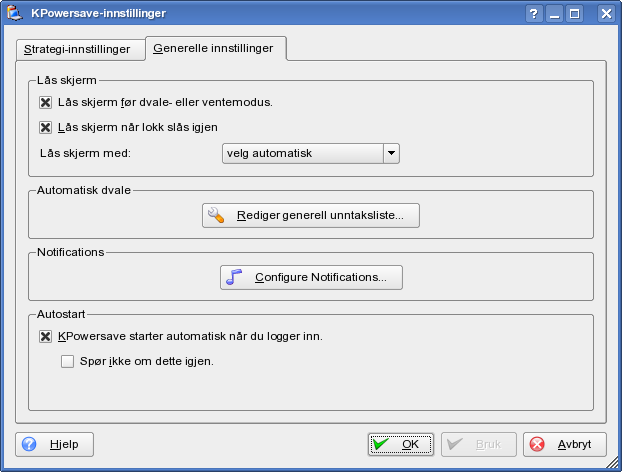 KPowersave-innstillinger
Strategi-innstillinger Generelle innstillinger
Lås skjerm
Lås skjerm før dvale- eller ventemodus.
Lås skjerm når lokk slås igjen
Lås skjerm med: velg automatisk
Automatisk dvale
Rediger generell unntaksliste...
Notifications
Configure Notifications...
Autostart
KPowersave starter automatisk når du logger inn.
Spør ikke om dette igjen.
Hjelp OK Bruk Avbryt